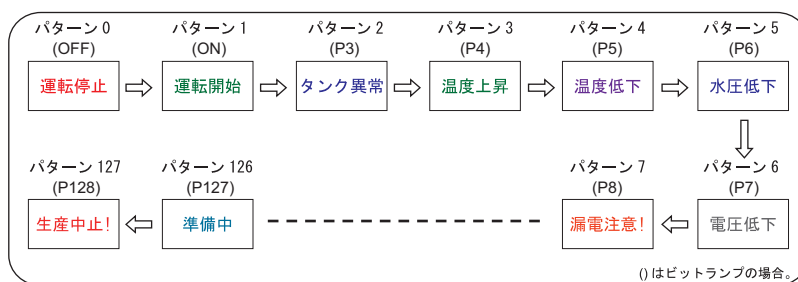 パターン 0
(OFF)
運転停止
パターン 1
(ON)
運転開始
パターン 2
(P3)
タンク異常
パターン 3
(P4)
温度上昇
パターン 4
(P5)
温度低下
パターン 5
(P6)
水圧低下
パターン 127
(P128)
生産中止!
パターン 126
(P127)
準備中
パターン 7
(P8)
漏電注意!
パターン 6
(P7)
電圧低下
()はビットランプの場合。